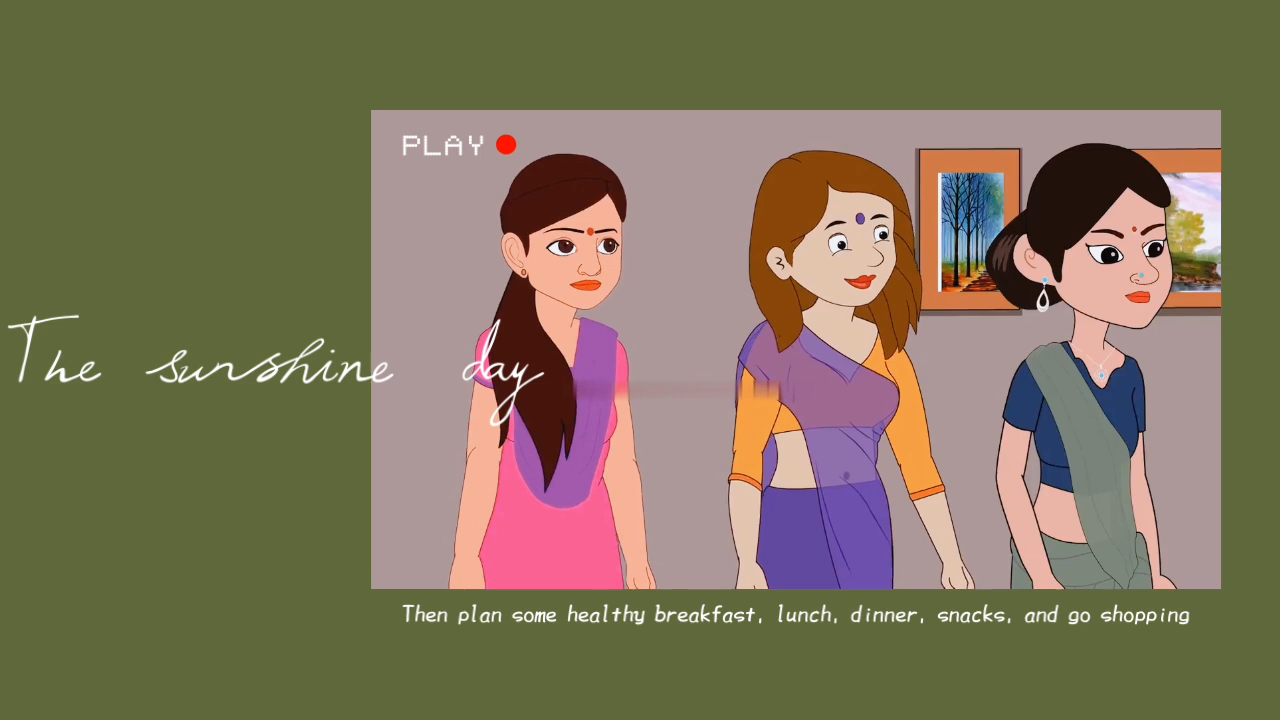 PLAY
The sunshine day
Then plan some healthy breakfast, lunch, dinner, snacks, and go shopping